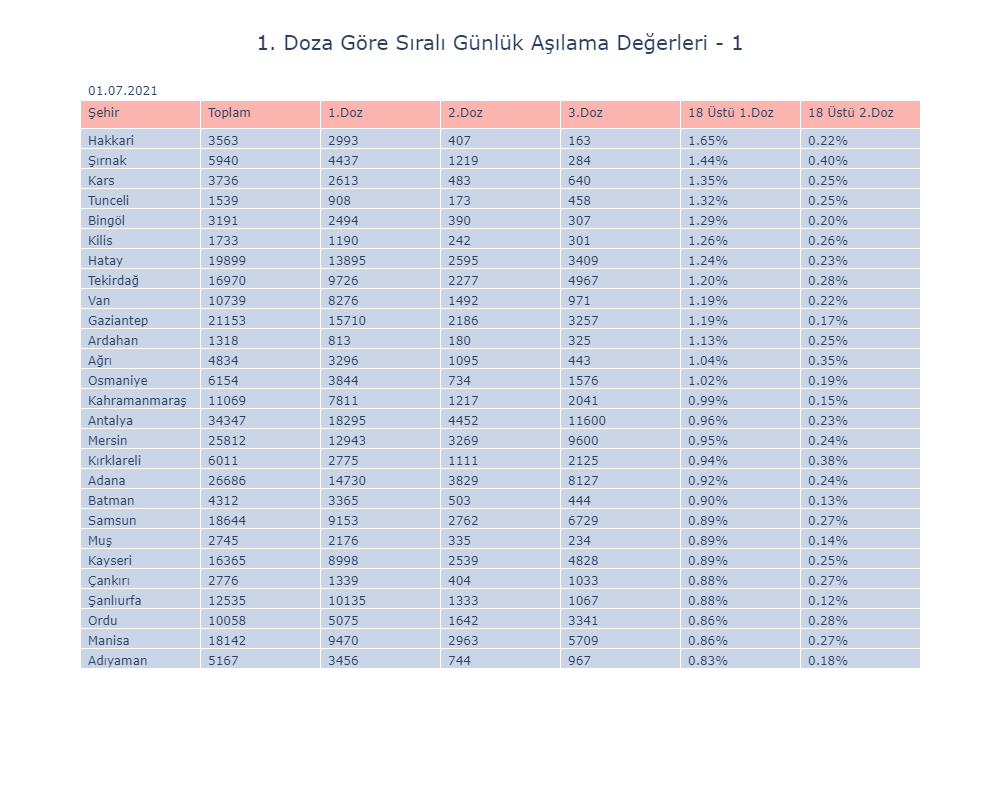 1. Doza Göre Sıralı Günlük Aşılama Değerleri - 1
01.07.2021
Şehir Toplam 1.Doz 2.Doz 3.Doz 18 Üstü 1.Doz 18 Üstü 2.Doz
Hakkari 3563 2993 407 163 1.65% 0.22%
Şırnak 5940 4437 1219 284 1.44% 0.40%
Kars 3736 2613 483 640 1.35% 0.25%
Tunceli 1539 908 173 458 1.32% 0.25%
Bingöl 3191 2494 390 307 1.29% 0.20%
Kilis 1733 1190 242 301 1.26% 0.26%
Hatay 19899 13895 2595 3409 1.24% 0.23%
Tekirdağ 16970 9726 2277 4967 1.20% 0.28%
Van 10739 8276 1492 971 1.19% 0.22%
Gaziantep 21153 15710 2186 3257 1.19% 0.17%
Ardahan 1318 813 180 325 1.13% 0.25%
Ağrı 4834 3296 1095 443 1.04% 0.35%
Osmaniye 6154 3844 734 1576 1.02% 0.19%
Kahramanmaraş 11069 7811 1217 2041 0.99% 0.15%
Antalya 34347 18295 4452 11600 0.96% 0.23%
Mersin 25812 12943 3269 9600 0.95% 0.24%
Kırklareli 6011 2775 1111 2125 0.94% 0.38%
Adana 26686 14730 3829 8127 0.92% 0.24%
Batman 4312 3365 503 444 0.90% 0.13%
Samsun 18644 9153 2762 6729 0.89% 0.27%
Muş 2745 2176 335 234 0.89% 0.14%
Kayseri 16365 8998 2539 4828 0.89% 0.25%
Çankırı 2776 1339 404 1033 0.88% 0.27%
Şanlıurfa 12535 10135 1333 1067 0.88% 0.12%
Ordu 10058 5075 1642 3341 0.86% 0.28%
Manisa 18142 9470 2963 5709 0.86% 0.27%
Adıyaman 5167 3456 744 967 0.83% 0.18%